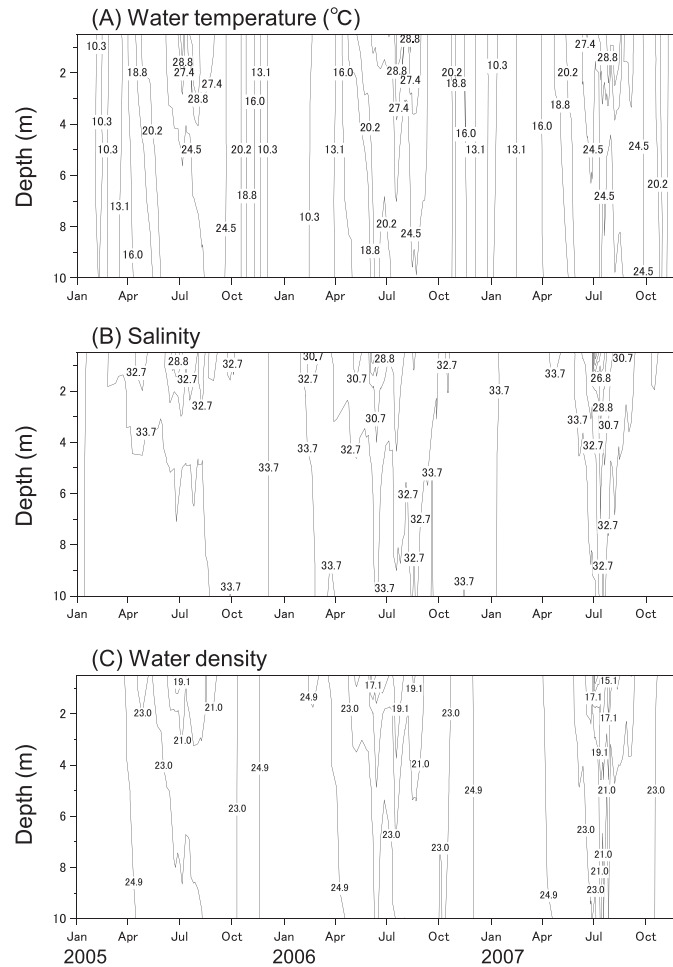 (A) Water temperature (℃)
10.3 28.8 27.4 18.8 27.4 13.1 28.8 16.0 28.8 27.4 20.2 18.8 10.3 27.4 28.8 20.2
2
28.8 16.0 27.4 18.8
4
10.3 10.3 20.2 24.5 20.2 16.0 10.3 13.1 20.2 16.0 13.1 13.1 16.0 24.5 24.5
6
13.1 18.8 24.5 20.2
8
10.3 20.2 24.5
16.0 18.8 24.5 24.5
10
Jan Apr Jul Oct Jan Apr Jul Oct Jan Apr Jul Oct
Depth (m)
(B) Salinity
32.7 28.8 32.7 30.7 32.7 30.7 28.8 32.7 33.7 33.7 30.7 26.8
2
32.7 32.7 30.7 28.8 33.7 30.7
4
33.7 33.7 33.7 32.7 33.7 32.7
6
32.7 32.7 32.7
8
32.7 32.7
33.7 33.7 33.7 33.7
10
Jan Apr Jul Oct Jan Apr Jul Oct Jan Apr Jul Oct
Depth (m)
(C) Water density
19.1 24.9 17.1 19.1 15.1
2
23.0 21.0 23.0 19.1 23.0 17.1 17.1
21.0 19.1
4
23.0 24.9 21.0 24.9 21.0 23.0
6
23.0 23.0 23.0
8
23.0 21.0 21.0
24.9 24.9 24.9 23.0
10
Jan Apr Jul Oct Jan Apr Jul Oct Jan Apr Jul Oct
Depth (m)
2005 2006 2007